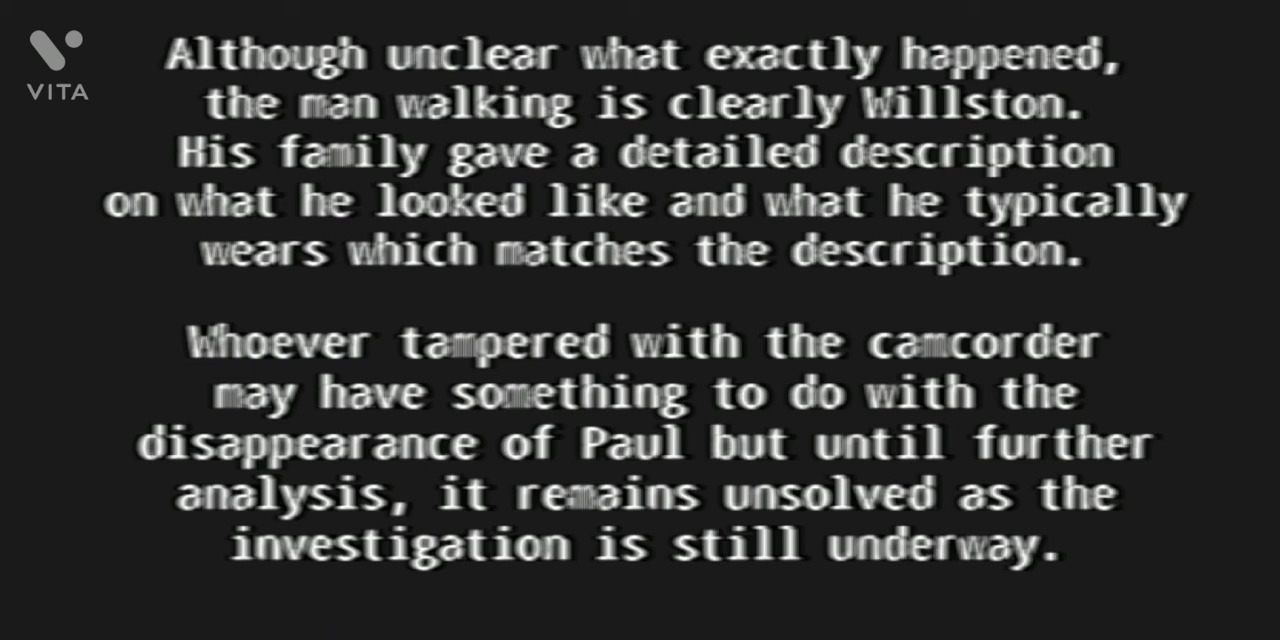 VITA
Although unclear what exactly happened,
the man walking is clearly Willston.
His family gave a detailed description
on what he looked like and what he typically
wears which matches the description.
Whoever tampered with the camcorder
may have something to do with the
disappearance of Paul but until further
analysis, it remains unsolved as the
investigation is still underway.